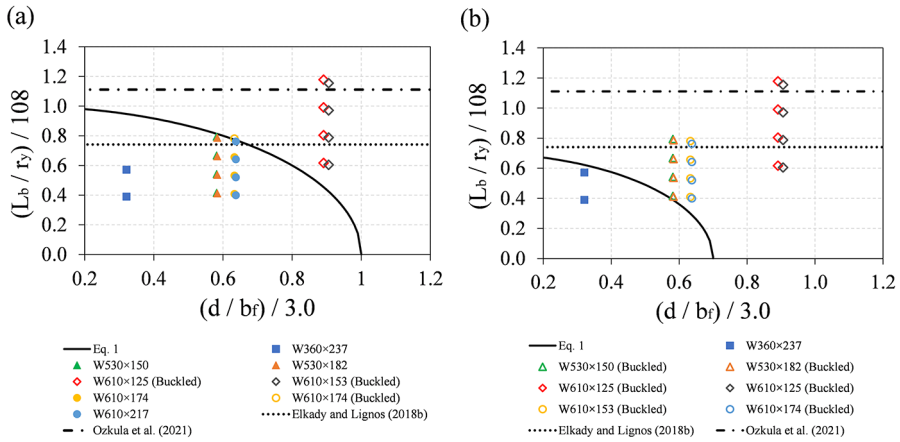 (a)
(Lb / ry) / 108
1.4
1.2
1.0
0.8
0.6
0.4
0.2
0.0
0.2 0.4 0.6 0.8 1 1.2
(d / bf) / 3.0
Eq. 1 W360×237
W530×150 W530×182
W610×125 (Buckled) W610×153 (Buckled)
W610×174 W610×174 (Buckled)
W610×217 Elkady and Lignos (2018b)
Ozkula et al. (2021)
(b)
(Lb / ry) / 108
1.4
1.2
1.0
0.8
0.6
0.4
0.2
0.0
0.2 0.4 0.6 0.8 1.0 1.2
(d / bf) / 3.0
Eq. 1 W360×237
W530×150 (Buckled) W530×182 (Buckled)
W610×125 (Buckled) W610×125 (Buckled)
W610×153 (Buckled) W610×174 (Buckled)
Elkady and Lignos (2018b) Ozkula et al. (2021)